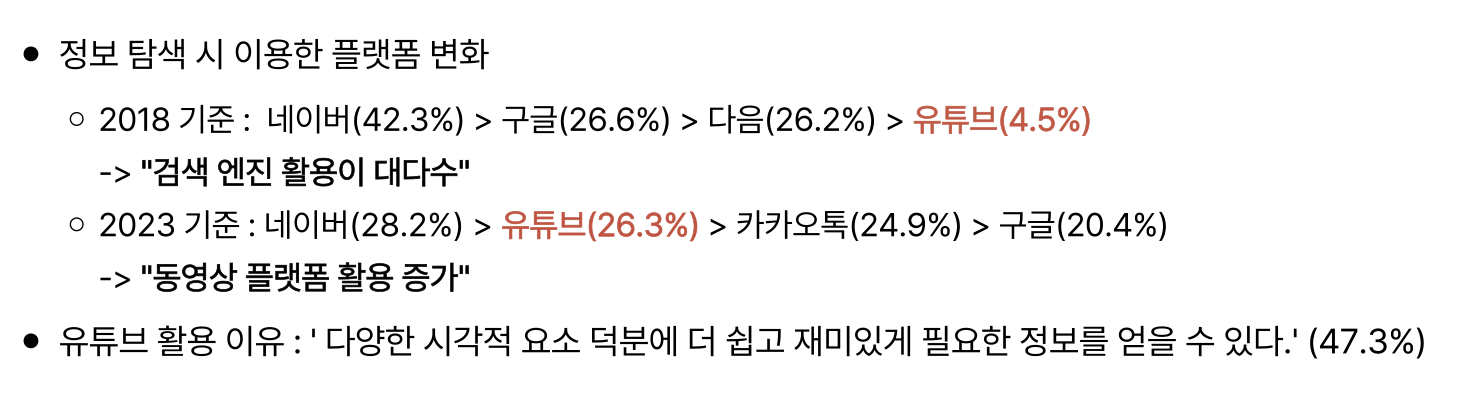 ● 정보 탐색 시 이용한 플랫폼 변화
○ 2018 기준 : 네이버(42.3%) > 구글(26.6%) > 다음(26.2%) > 유튜브(4.5%)
-> "검색 엔진 활용이 대다수"
○ 2023 기준 : 네이버(28.2%) > 유튜브(26.3%) > 카카오톡(24.9%) > 구글(20.4%)
-> "동영상 플랫폼 활용 증가"
● 유튜브 활용 이유 : ' 다양한 시각적 요소 덕분에 더 쉽고 재미있게 필요한 정보를 얻을 수 있다.' (47.3%)